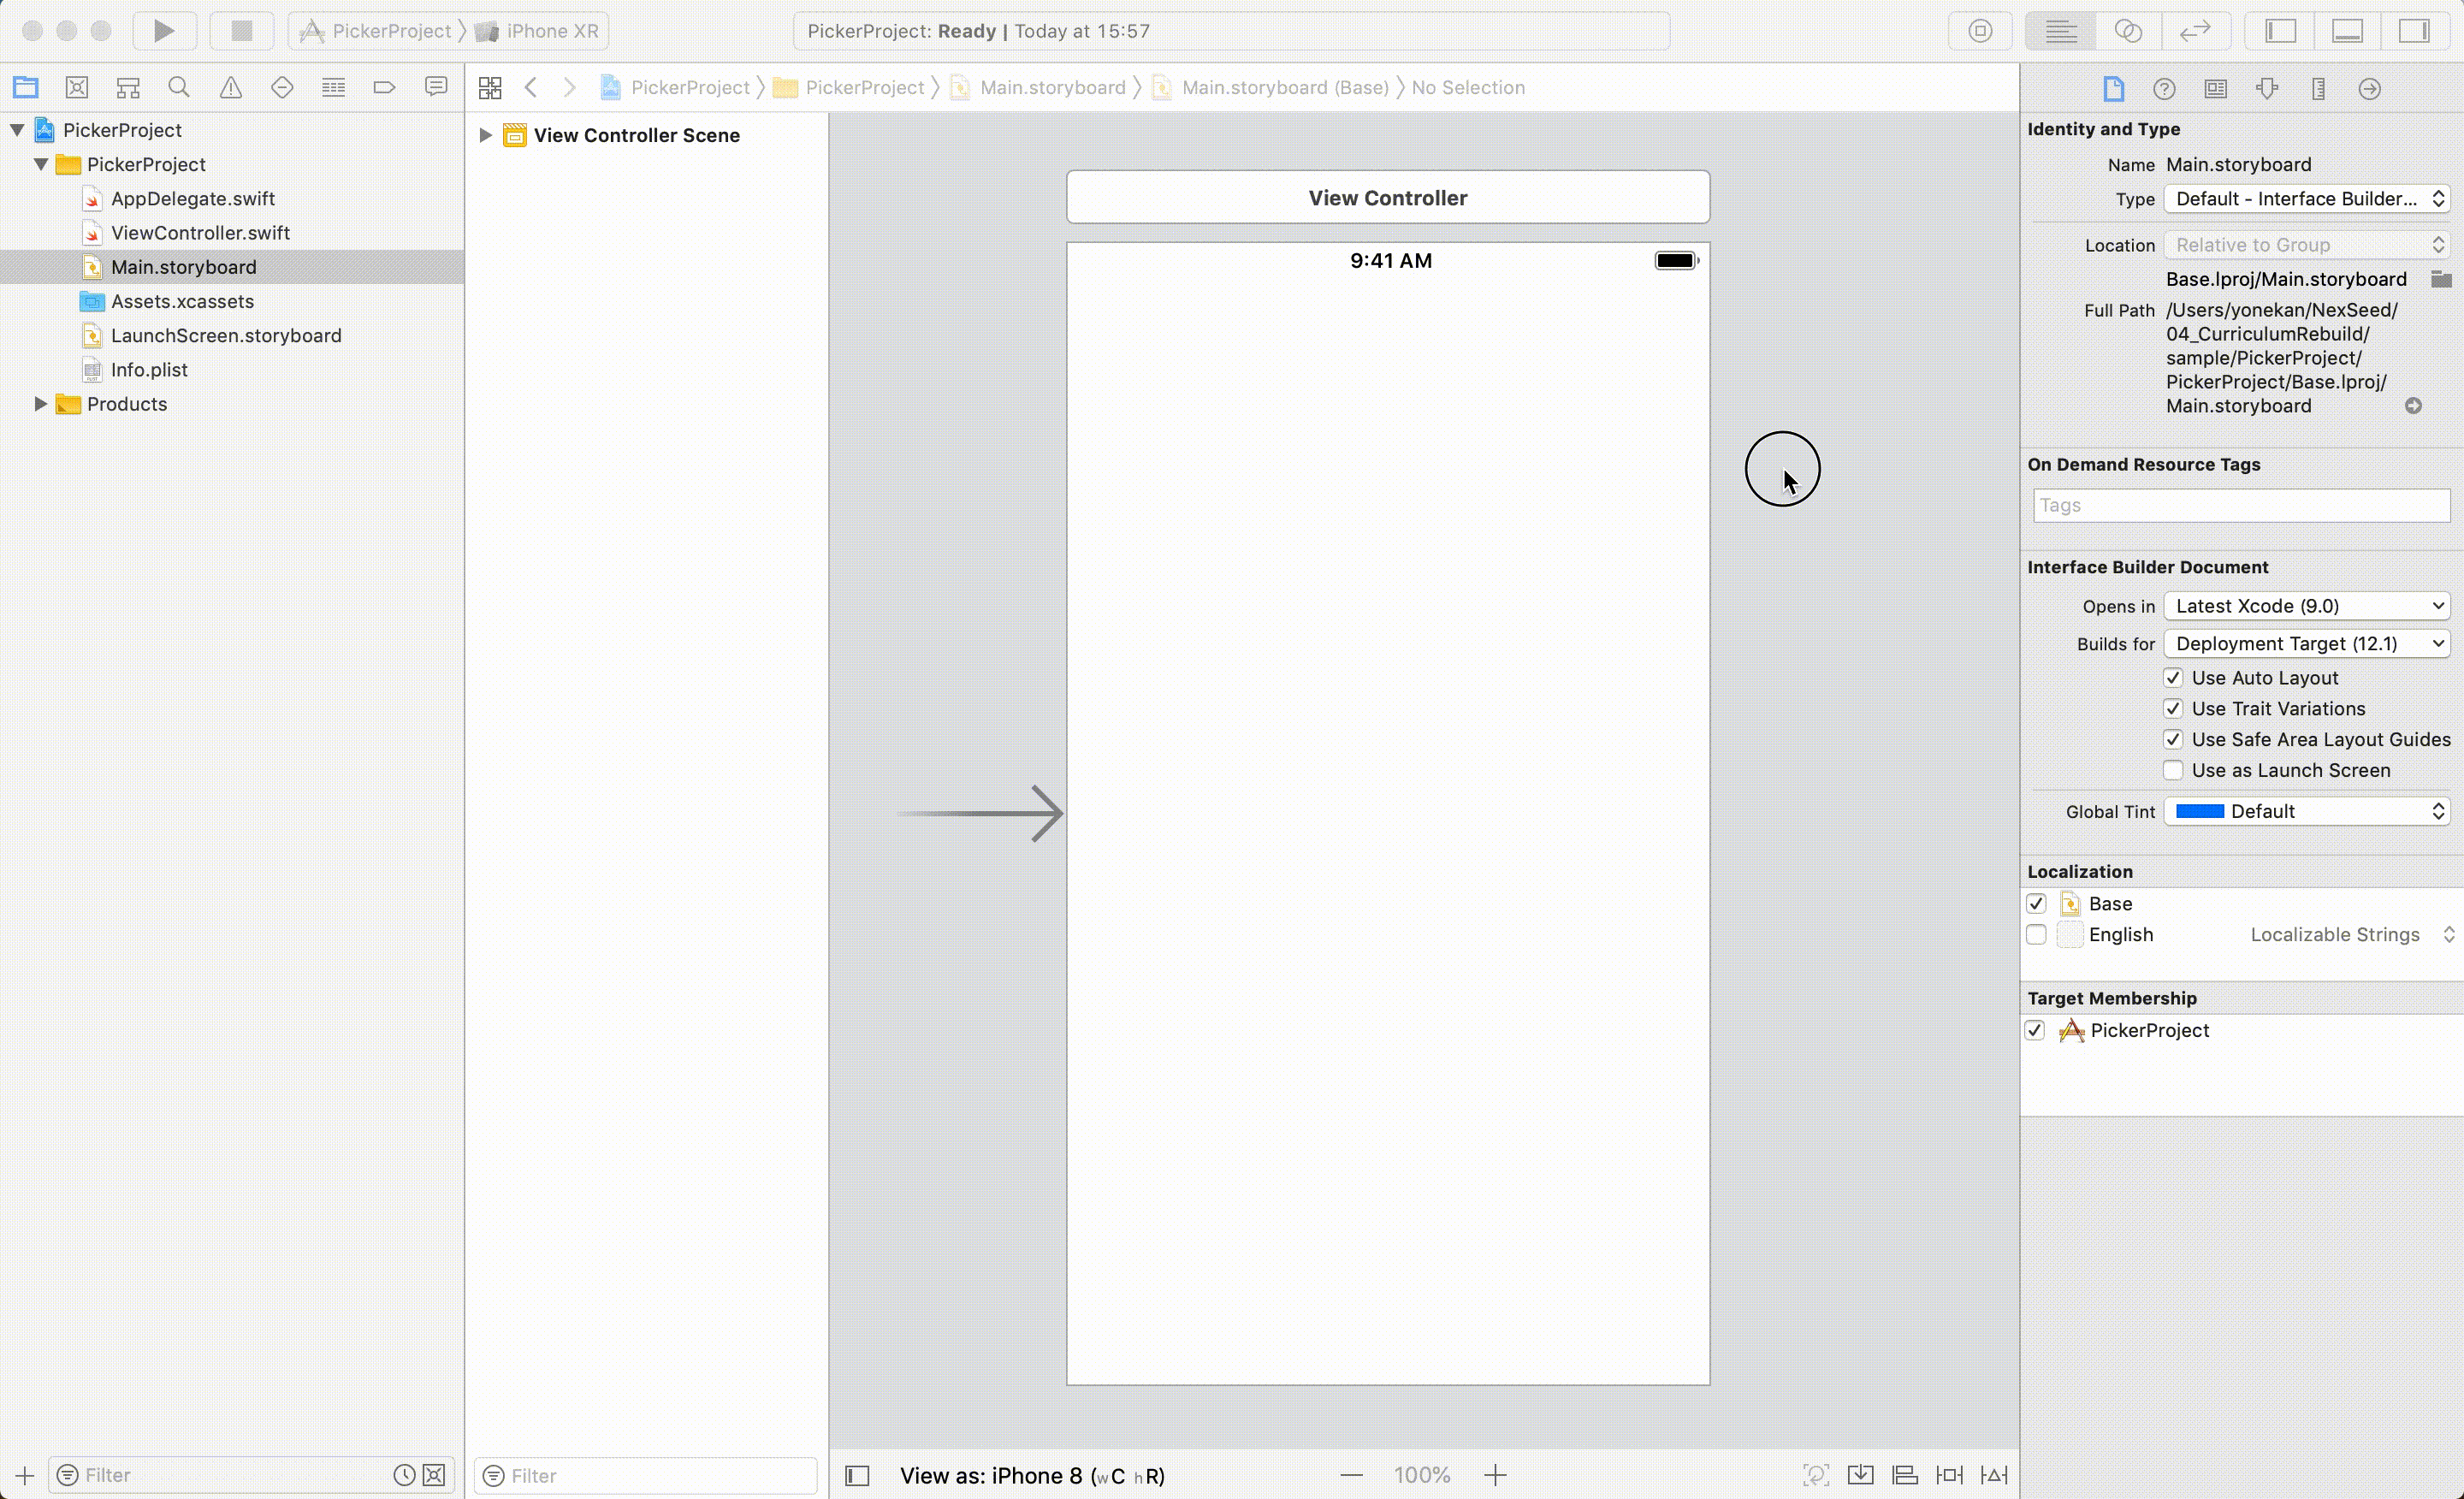 PickerProject 〉 iPhone XR
PickerProject: Ready | Today at 15:57
PickerProject
PickerProject
AppDelegate.swift
ViewController.swift
Main.storyboard
Assets.xcassets
LaunchScreen.storyboard
Info.plist
Products
Filter
PickerProject 〉 PickerProject 〉 Main.storyboard 〉 Main.storyboard (Base) 〉 No Selection
View Controller Scene
Filter
View Controller
9:41 AM
View as: iPhone 8 (wC hR)
100%
Identity and Type
Name Main.storyboard
Type Default - Interface Builder...
Location Relative to Group
Base.lproj/Main.storyboard
Full Path /Users/yonekan/NexSeed/
04_CurriculumRebuild/
sample/PickerProject/
PickerProject/Base.lproj/
Main.storyboard
On Demand Resource Tags
Tags
Interface Builder Document
Opens in Latest Xcode (9.0)
Builds for Deployment Target (12.1)
Use Auto Layout
Use Trait Variations
Use Safe Area Layout Guides
Use as Launch Screen
Global Tint Default
Localization
Base
English Localizable Strings
Target Membership
PickerProject